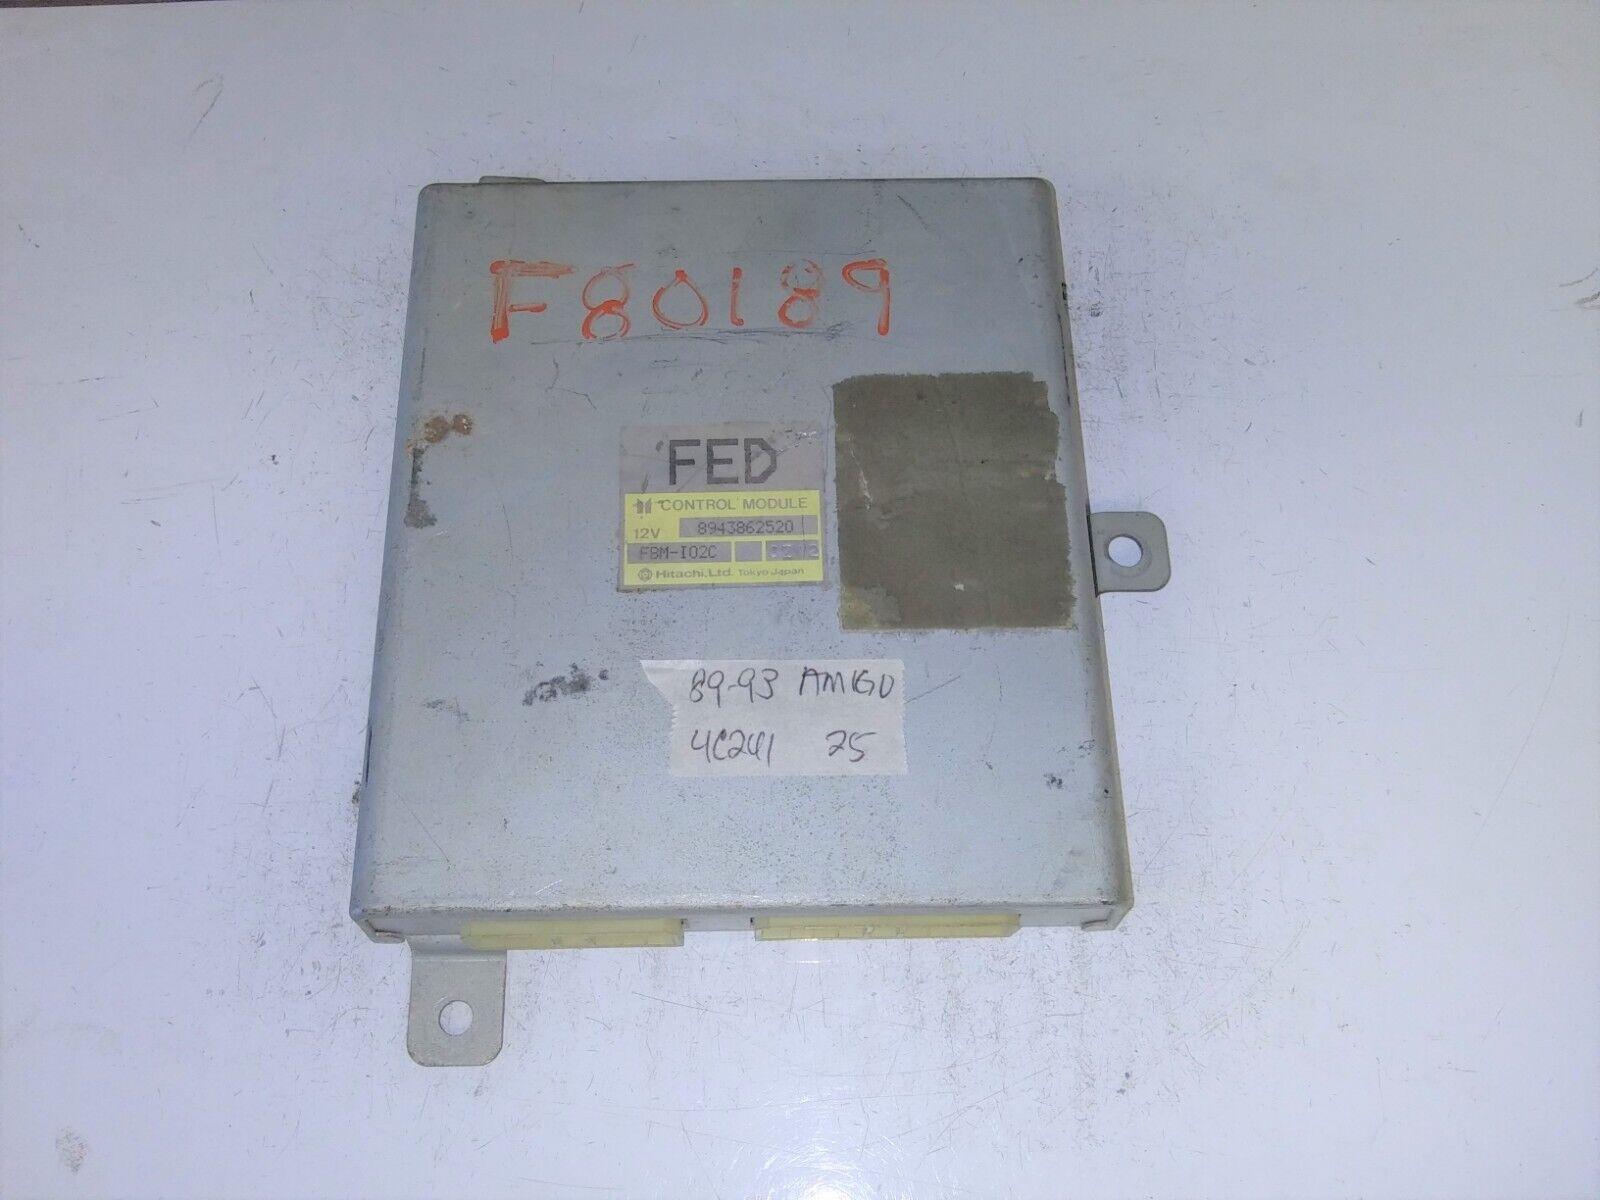 F80189
FED
CONTROL MODULE
12V 8943862520
FBM-I02C
Hitachi, Ltd. Tokyo Japan
89-93 AMIGO
4C241 25